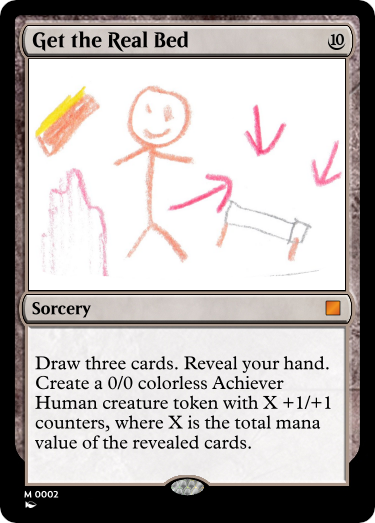 Get the Real Bed 10
Sorcery
Draw three cards. Reveal your hand.
Create a 0/0 colorless Achiever
Human creature token with X +1/+1
counters, where X is the total mana
value of the revealed cards.
M 0002